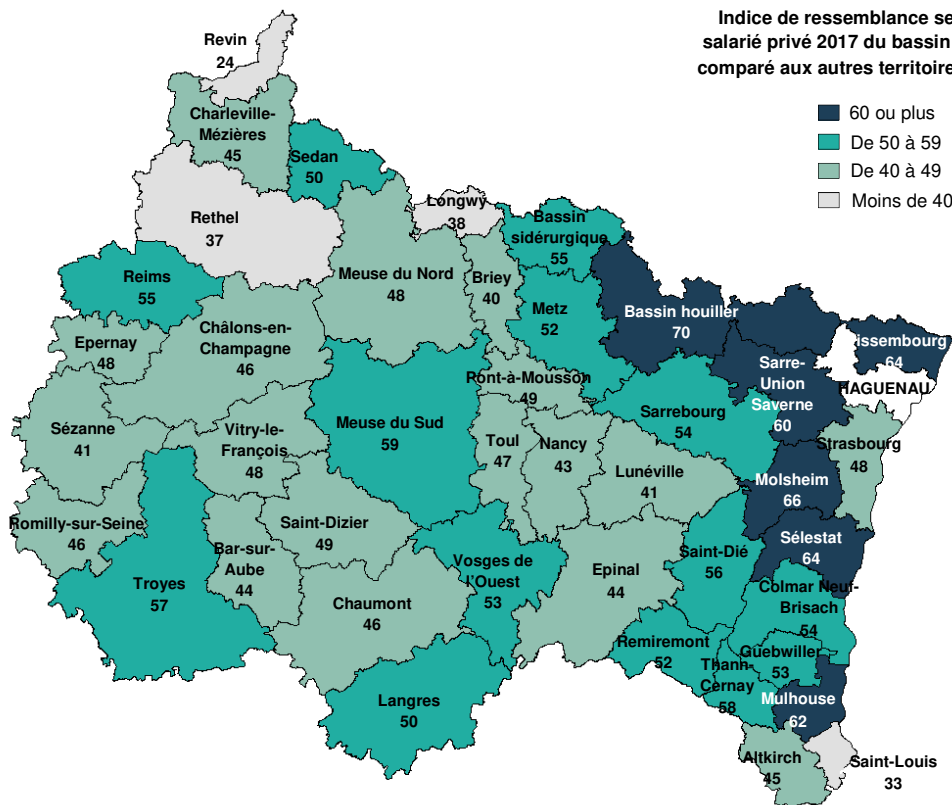 Indice de ressemblance se
salarié privé 2017 du bassin
comparé aux autres territoire
60 ou plus
De 50 à 59
De 40 à 49
Moins de 40
Revin
24
Charleville-
Mézières
45
Sedan
50
Rethel
37
Longwy
38
Bassin
sidérurgique
55
Reims
55
Meuse du Nord
48
Briey
40
Metz
52
Bassin houiller
70
issembourg
64
Epernay
48
Châlons-en-
Champagne
46
Sarre-
Union
Saverne
60
HAGUENAU
Pont-à-Mousson
49
Sarrebourg
54
Strasbourg
48
Sézanne
41
Vitry-le-
François
48
Meuse du Sud
59
Toul
47
Nancy
43
Lunéville
41
Molsheim
66
Romilly-sur-Seine
46
Saint-Dizier
49
Bar-sur-
Aube
44
Sélestat
64
Troyes
57
Vosges de
l'Ouest
53
Epinal
44
Saint-Dié
56
Chaumont
46
Colmar Neuf-
Brisach
54
Remiremont
52
Guebwiller
53
Thann-
Cernay
58
Langres
50
Mulhouse
62
Altkirch
45
Saint-Louis
33